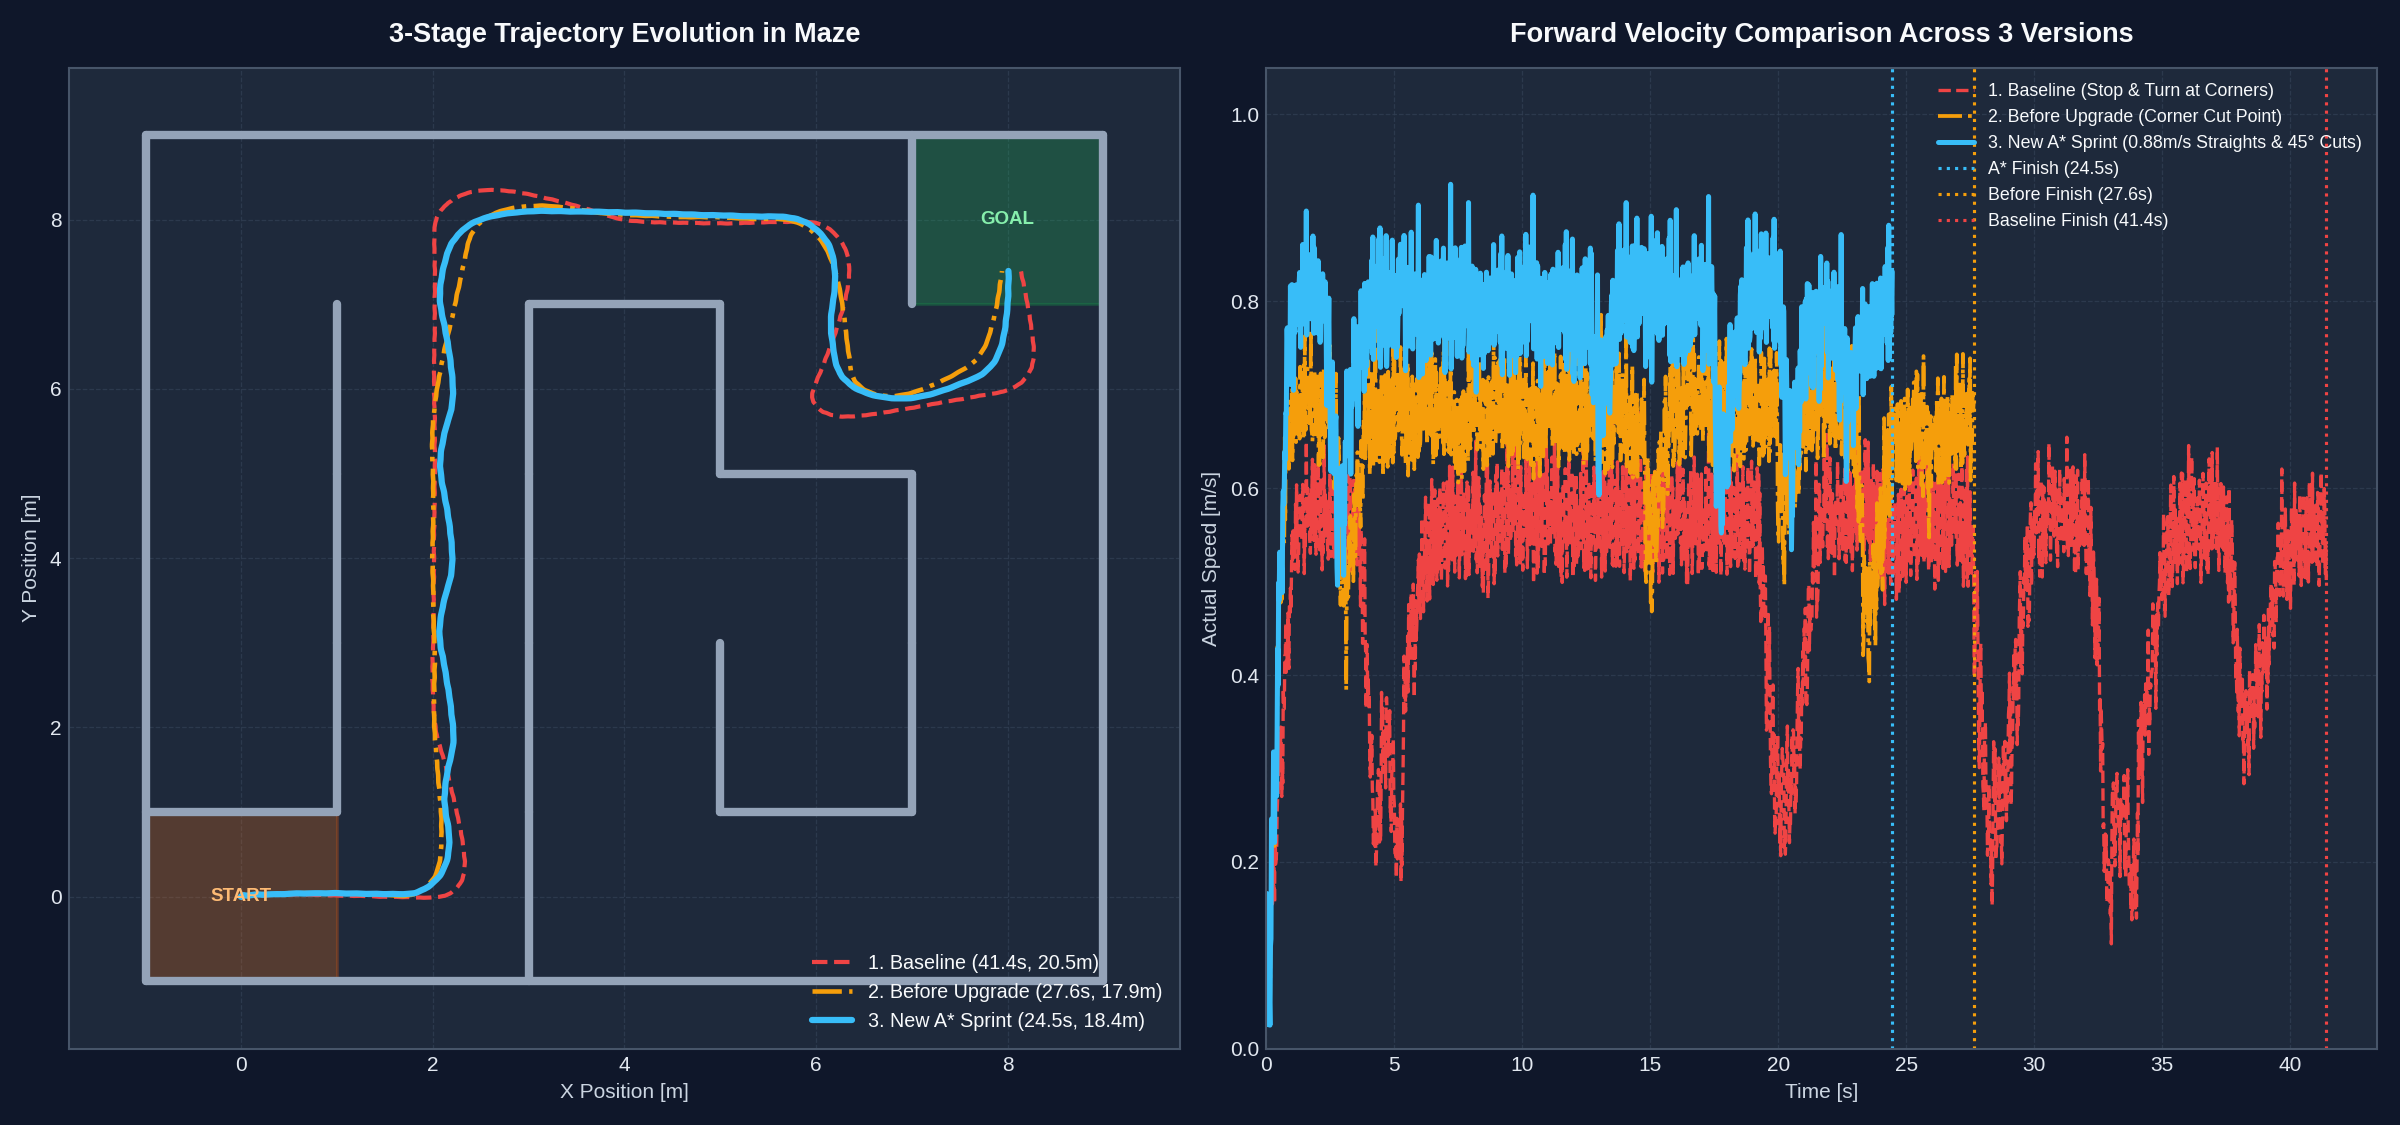 3-Stage Trajectory Evolution in Maze
Y Position [m]
8
6
4
2
0
GOAL
START
1. Baseline (41.4s, 20.5m)
2. Before Upgrade (27.6s, 17.9m)
3. New A* Sprint (24.5s, 18.4m)
0 2 4 6 8
X Position [m]
Forward Velocity Comparison Across 3 Versions
Actual Speed [m/s]
1.0
0.8
0.6
0.4
0.2
0.0
1. Baseline (Stop & Turn at Corners)
2. Before Upgrade (Corner Cut Point)
3. New A* Sprint (0.88m/s Straights & 45° Cuts)
A* Finish (24.5s)
Before Finish (27.6s)
Baseline Finish (41.4s)
0 5 10 15 20 25 30 35 40
Time [s]